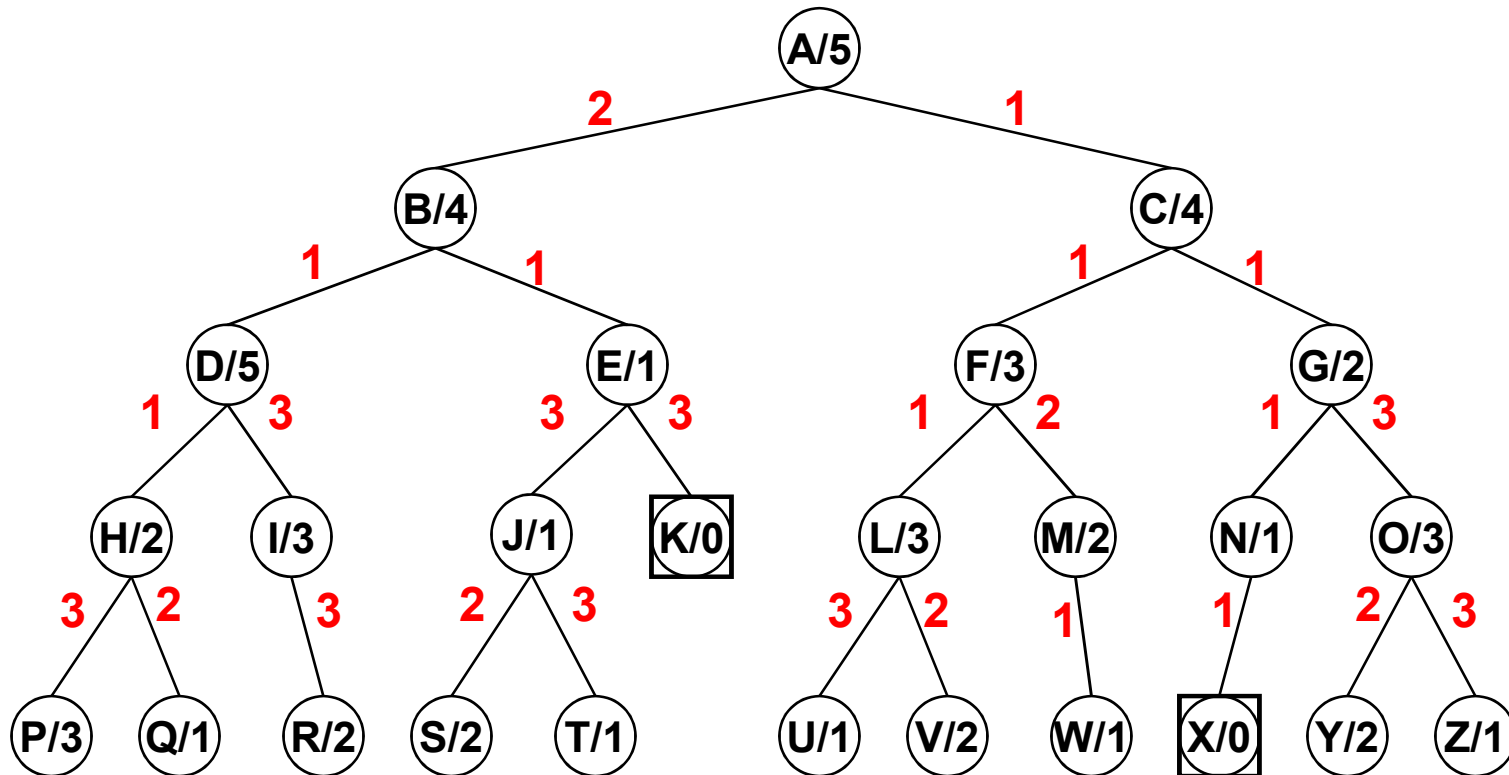 A/5
2 1
B/4 C/4
1 1 1 1
D/5 E/1 F/3 G/2
1 3 3 3 1 2 1 3
H/2 I/3 J/1 K/0 L/3 M/2 N/1 O/3
3 2 3 2 3 3 2 1 1 2 3
P/3 Q/1 R/2 S/2 T/1 U/1 V/2 W/1 X/0 Y/2 Z/1